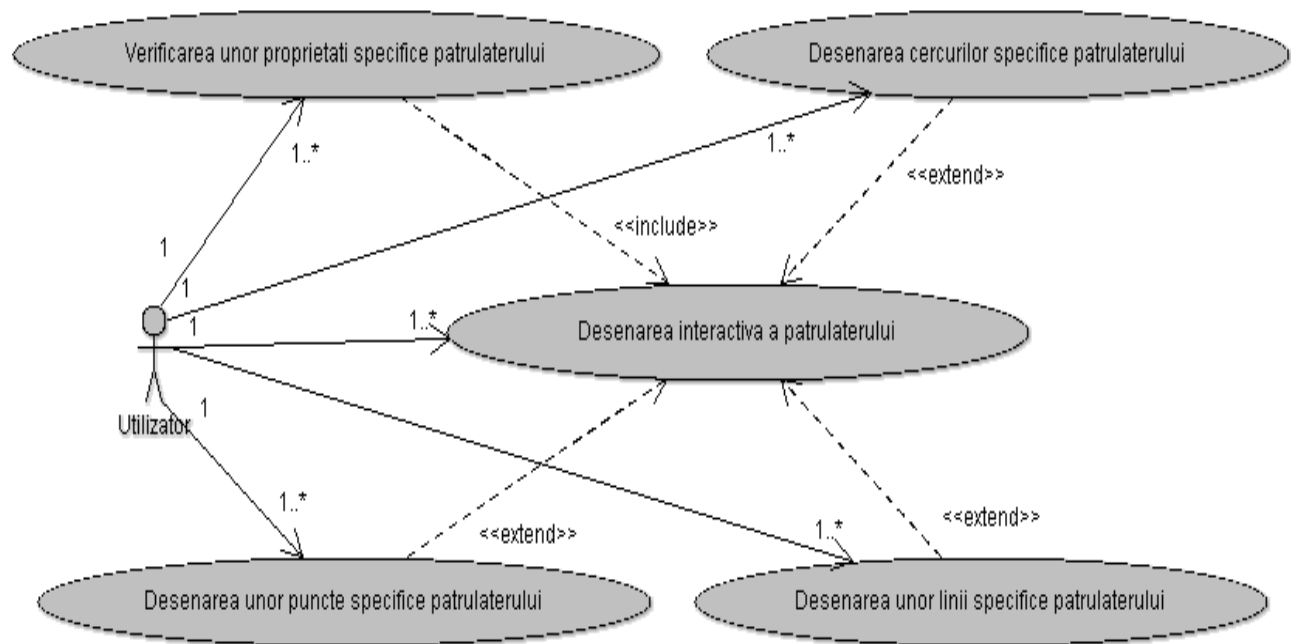 Verificarea unor proprietati specifice patrulaterului
Desenarea cercurilor specifice patrulaterului
1..*
1..*
<<extend>>
<<include>>
1
1
1
1..*
Desenarea interactiva a patrulaterului
Utilizator
1
1..*
<<extend>>
1..*
<<extend>>
Desenarea unor puncte specifice patrulaterului
Desenarea unor linii specifice patrulaterului